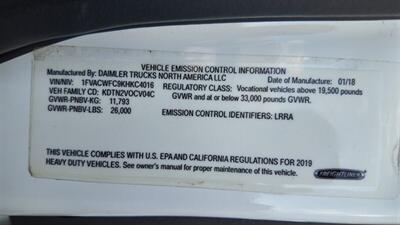 VEHICLE EMISSION CONTROL INFORMATION
Manufactured By: DAIMLER TRUCKS NORTH AMERICA LLC Date of Manufacture: 01/18
VIN/NIV: 1FVACWFC9KHKC4016 REGULATORY CLASS: Vocational vehicles above 19,500 pounds
VEH FAMILY CD: KDTN2VOCV04C GVWR and at or below 33,000 pounds GVWR.
GVWR-PNBV-KG: 11,793
GVWR-PNBV-LBS: 26,000 EMISSION CONTROL IDENTIFIERS: LRRA
THIS VEHICLE COMPLIES WITH U.S. EPA AND CALIFORNIA REGULATIONS FOR 2019
HEAVY DUTY VEHICLES. See owner's manual for proper maintenance of this vehicle.
FREIGHTLINER